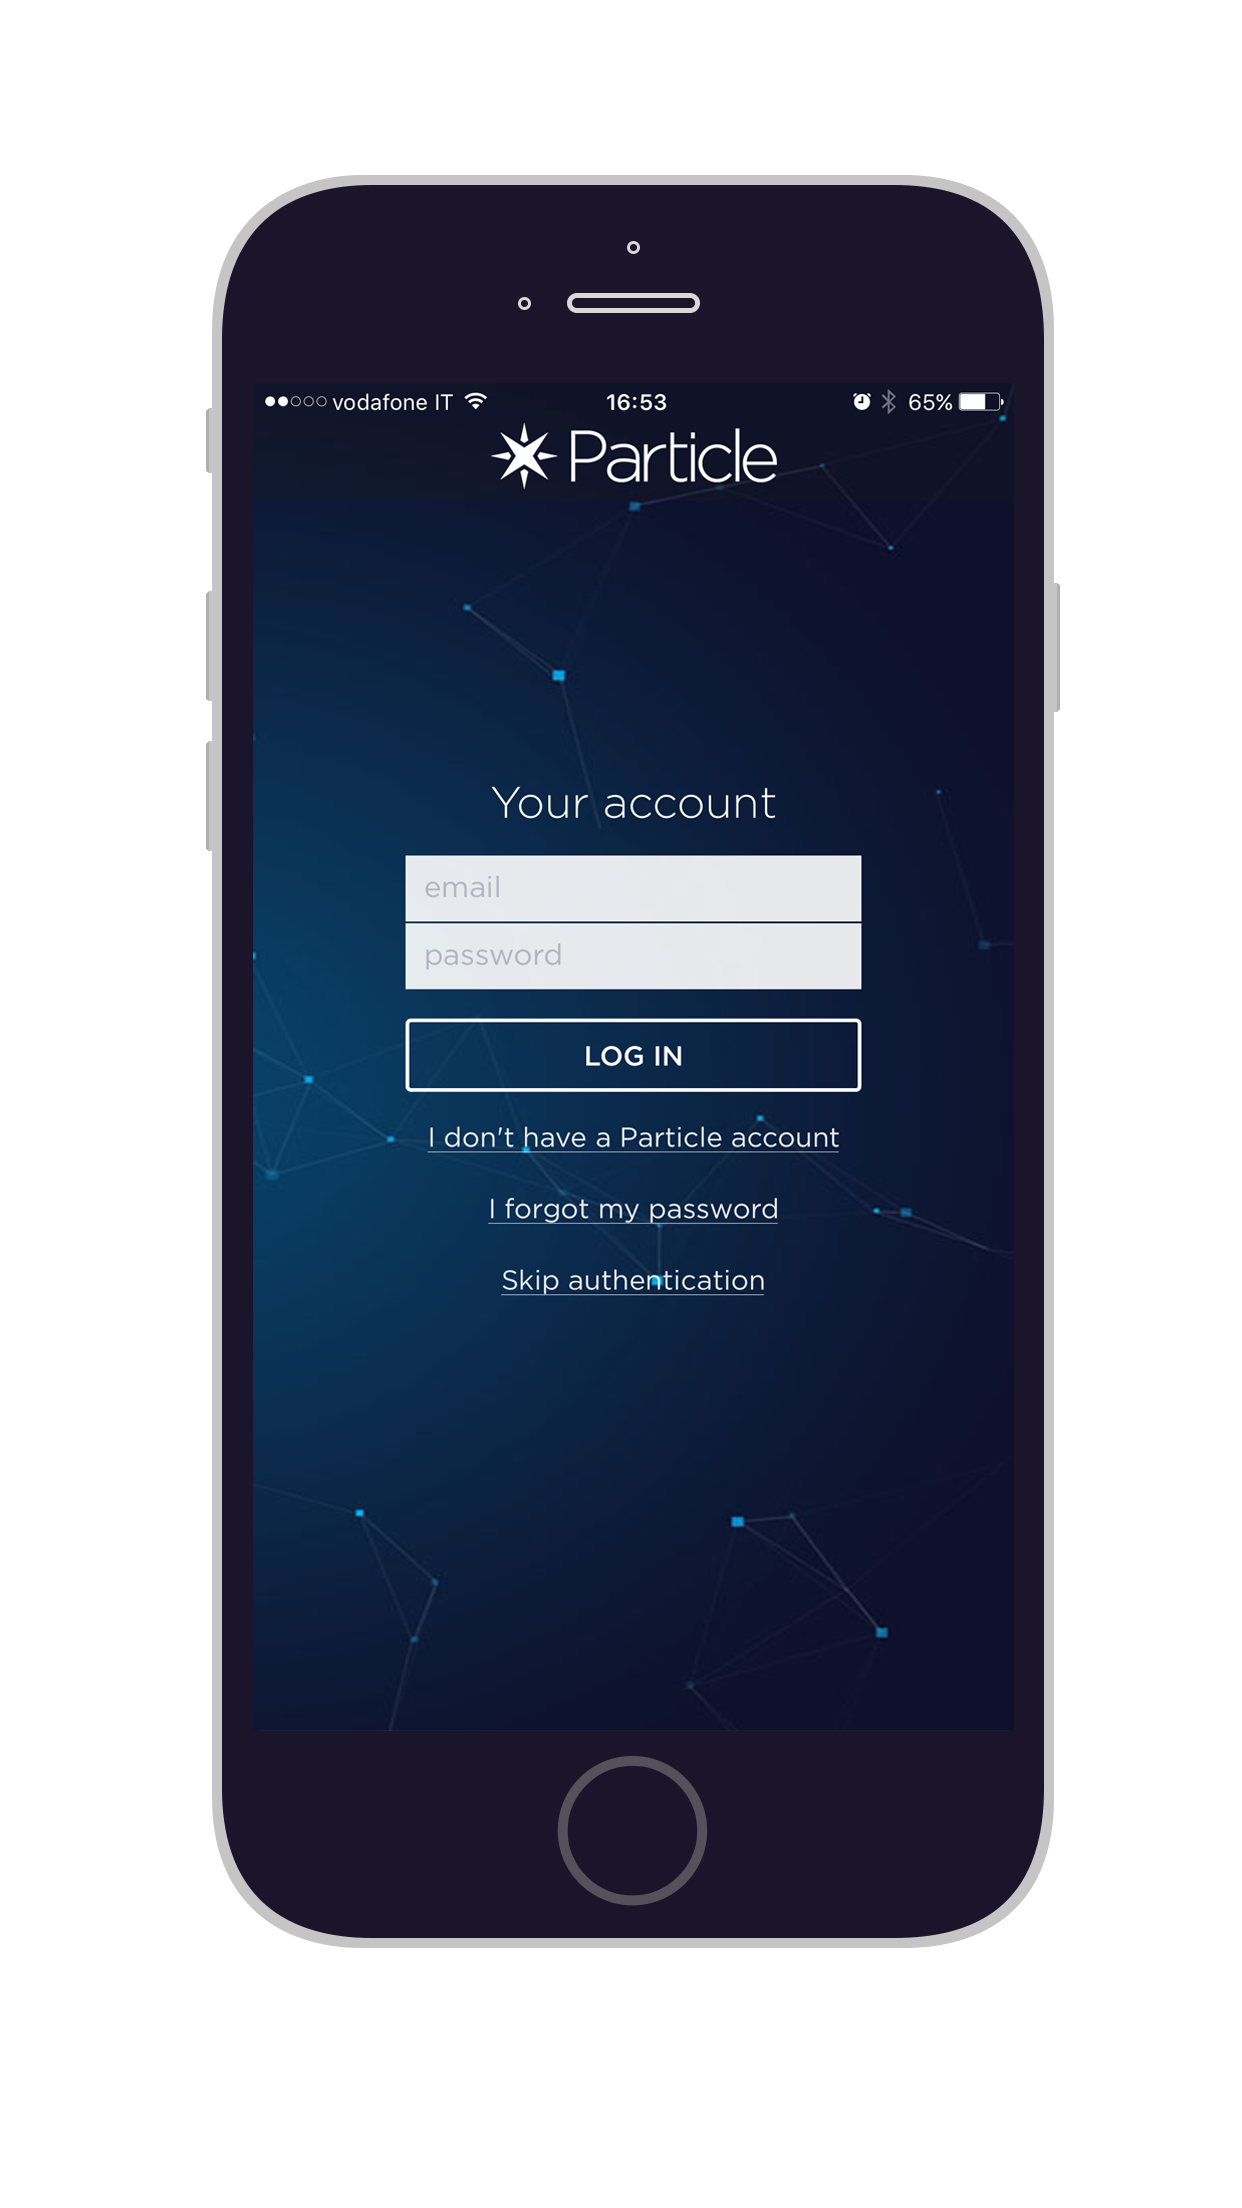 vodafone IT 16:53 65%
Particle
Your account
email
password
LOG IN
I don't have a Particle account
I forgot my password
Skip authentication